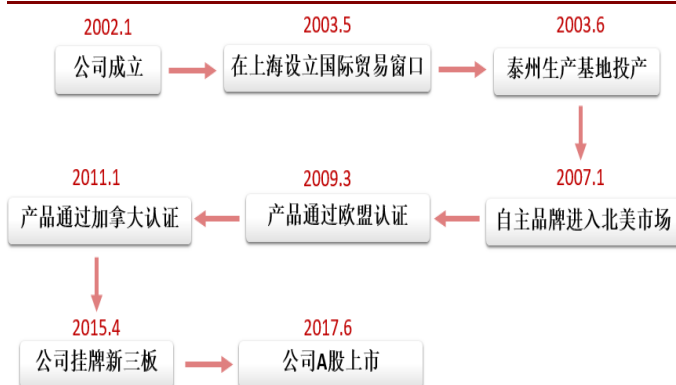 2002.1
公司成立
2003.5
在上海设立国际贸易窗口
2003.6
泰州生产基地投产
2007.1
自主品牌进入北美市场
2009.3
产品通过欧盟认证
2011.1
产品通过加拿大认证
2015.4
公司挂牌新三板
2017.6
公司A股上市